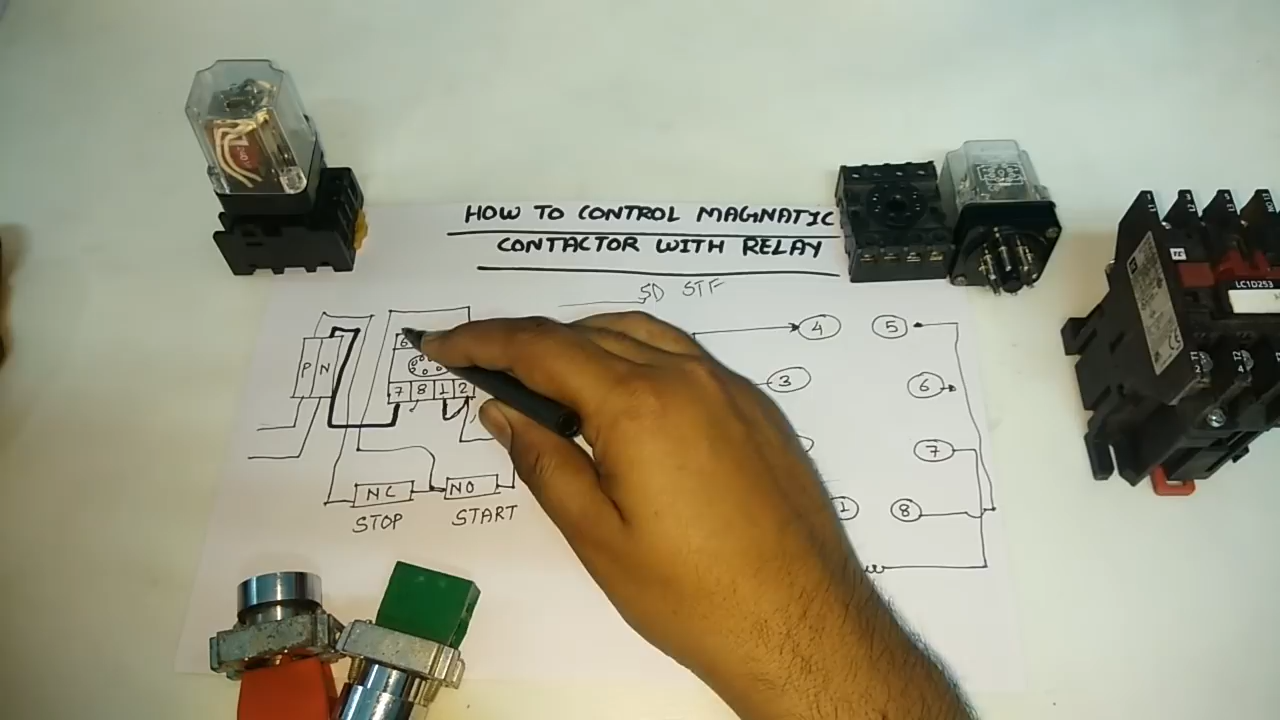 HOW TO CONTROL MAGNATIC
CONTACTOR WITH RELAY
SD STF
4 5
P N 6
3 6
7 8 1 2
7
NC NO
1 8
STOP START
LC1D253